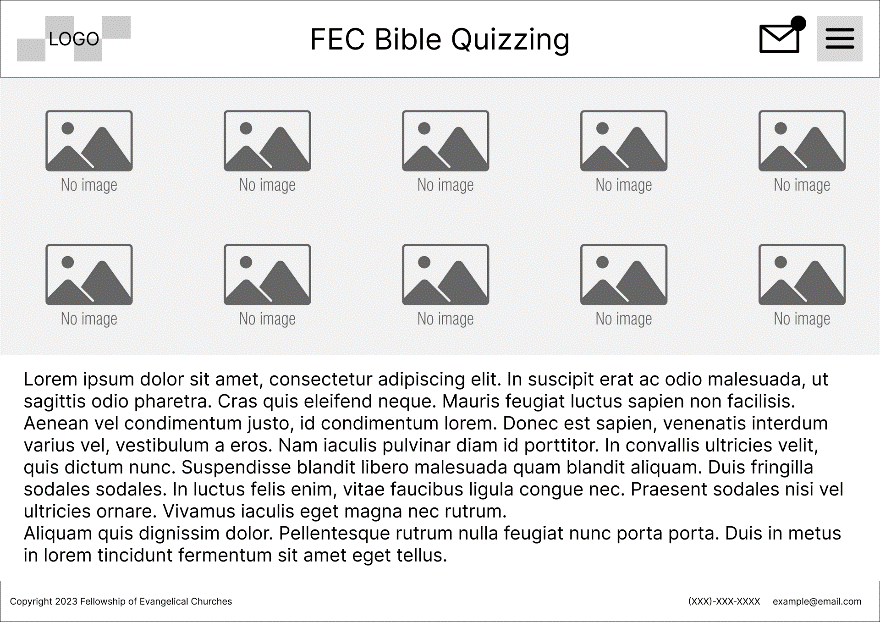 LOGO
FEC Bible Quizzing
No image No image No image No image No image
No image No image No image No image No image
Lorem ipsum dolor sit amet, consectetur adipiscing elit. In suscipit erat ac odio malesuada, ut
sagittis odio pharetra. Cras quis eleifend neque. Mauris feugiat luctus sapien non facilisis.
Aenean vel condimentum justo, id condimentum lorem. Donec est sapien, venenatis interdum
varius vel, vestibulum a eros. Nam iaculis pulvinar diam id porttitor. In convallis ultricies velit,
quis dictum nunc. Suspendisse blandit libero malesuada quam blandit aliquam. Duis fringilla
sodales sodales. In luctus felis enim, vitae faucibus ligula congue nec. Praesent sodales nisi vel
ultricies ornare. Vivamus iaculis eget magna nec rutrum.
Aliquam quis dignissim dolor. Pellentesque rutrum nulla feugiat nunc porta porta. Duis in metus
in lorem tincidunt fermentum sit amet eget tellus.
Copyright 2023 Fellowship of Evangelical Churches
(XXX)-XXX-XXXX example@email.com